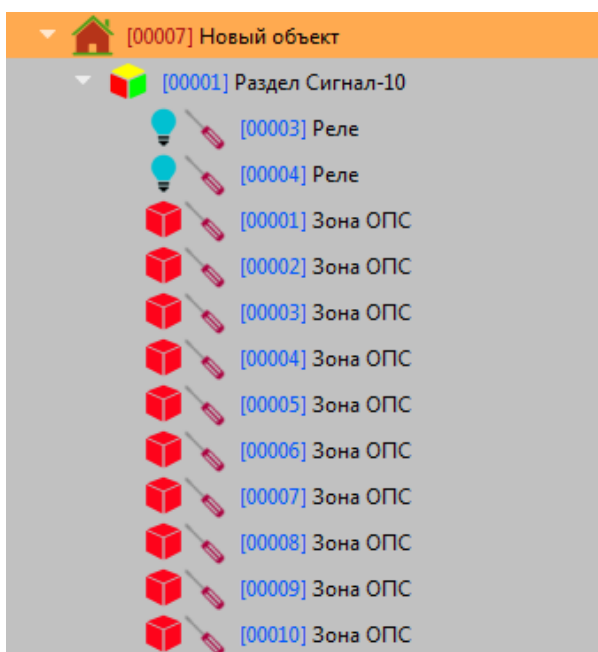 [00007] Новый объект
[00001] Раздел Сигнал-10
[00003] Реле
[00004] Реле
[00001] Зона ОПС
[00002] Зона ОПС
[00003] Зона ОПС
[00004] Зона ОПС
[00005] Зона ОПС
[00006] Зона ОПС
[00007] Зона ОПС
[00008] Зона ОПС
[00009] Зона ОПС
[00010] Зона ОПС